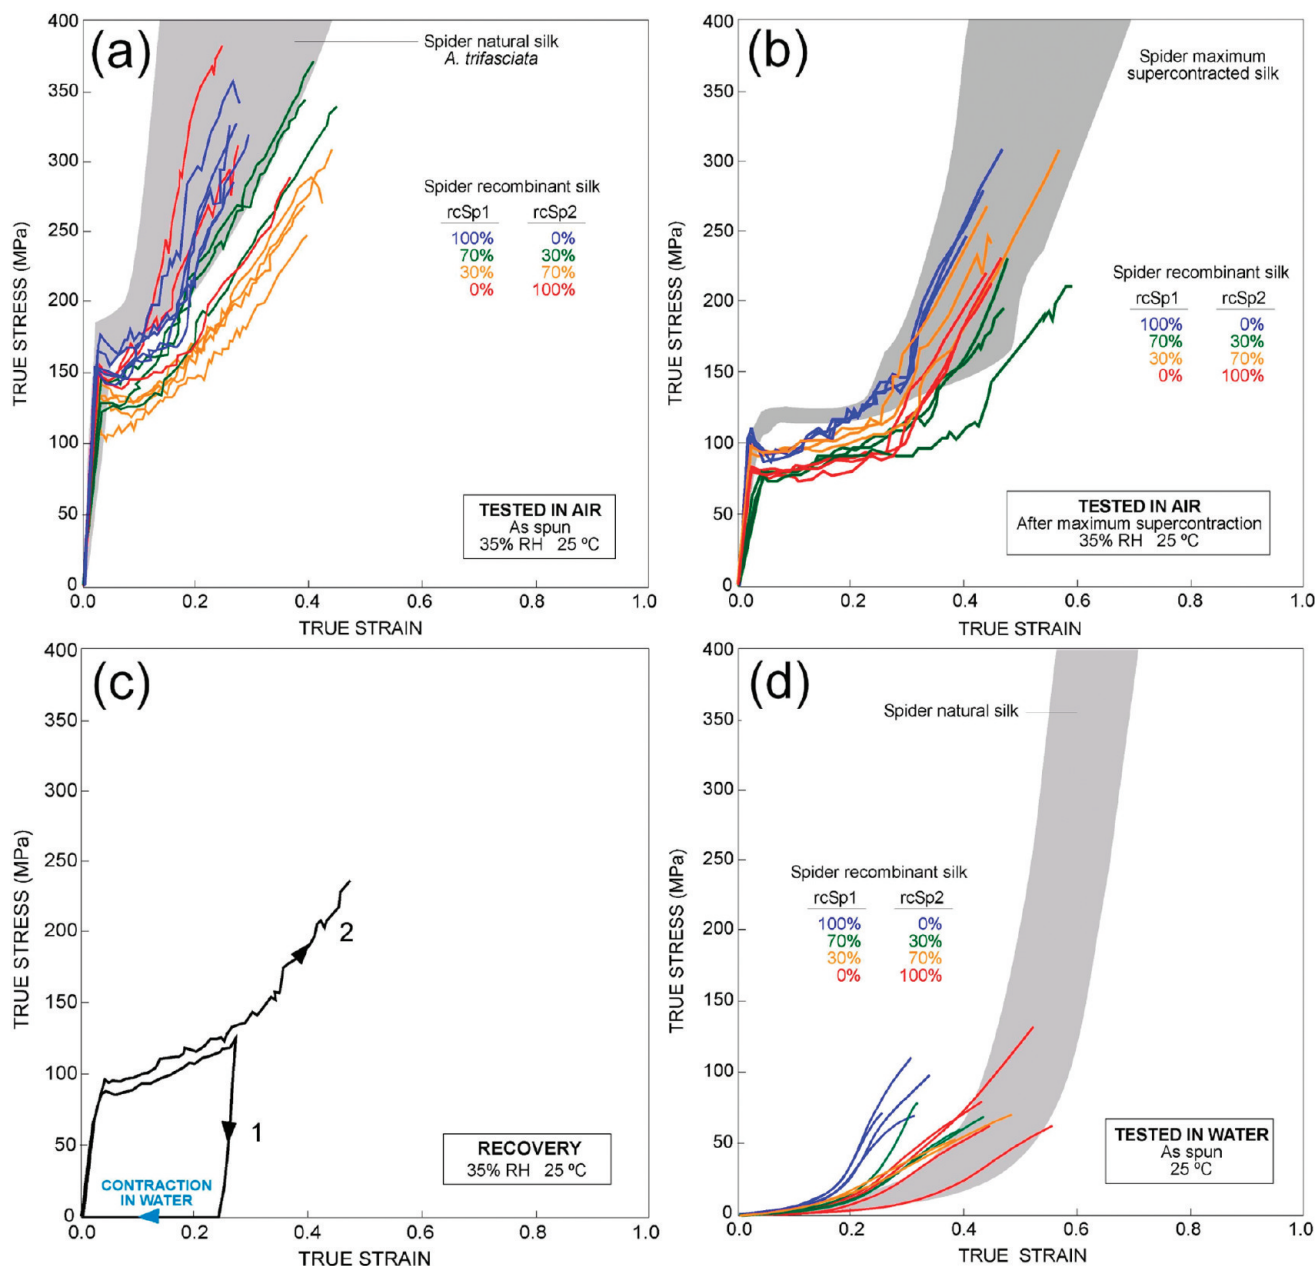 (a)
400
350
300
250
200
150
100
50
0
TRUE STRESS (MPa)
Spider natural silk
A. trifasciata
Spider recombinant silk
rcSp1 rcSp2
100% 0%
70% 30%
30% 70%
0% 100%
TESTED IN AIR
As spun
35% RH 25 ºC
0.0 0.2 0.4 0.6 0.8 1.0
TRUE STRAIN
(b)
400
350
300
250
200
150
100
50
0
TRUE STRESS (MPa)
Spider maximum
supercontracted silk
Spider recombinant silk
rcSp1 rcSp2
100% 0%
70% 30%
30% 70%
0% 100%
TESTED IN AIR
After maximum supercontraction
35% RH 25 ºC
0.0 0.2 0.4 0.6 0.8 1.0
TRUE STRAIN
(c)
400
350
300
250
200
150
100
50
0
TRUE STRESS (MPa)
2
1
CONTRACTION
IN WATER
RECOVERY
35% RH 25 ºC
0.0 0.2 0.4 0.6 0.8 1.0
TRUE STRAIN
(d)
400
350
300
250
200
150
100
50
0
TRUE STRESS (MPa)
Spider natural silk
Spider recombinant silk
rcSp1 rcSp2
100% 0%
70% 30%
30% 70%
0% 100%
TESTED IN WATER
As spun
25 ºC
0.0 0.2 0.4 0.6 0.8 1.0
TRUE STRAIN